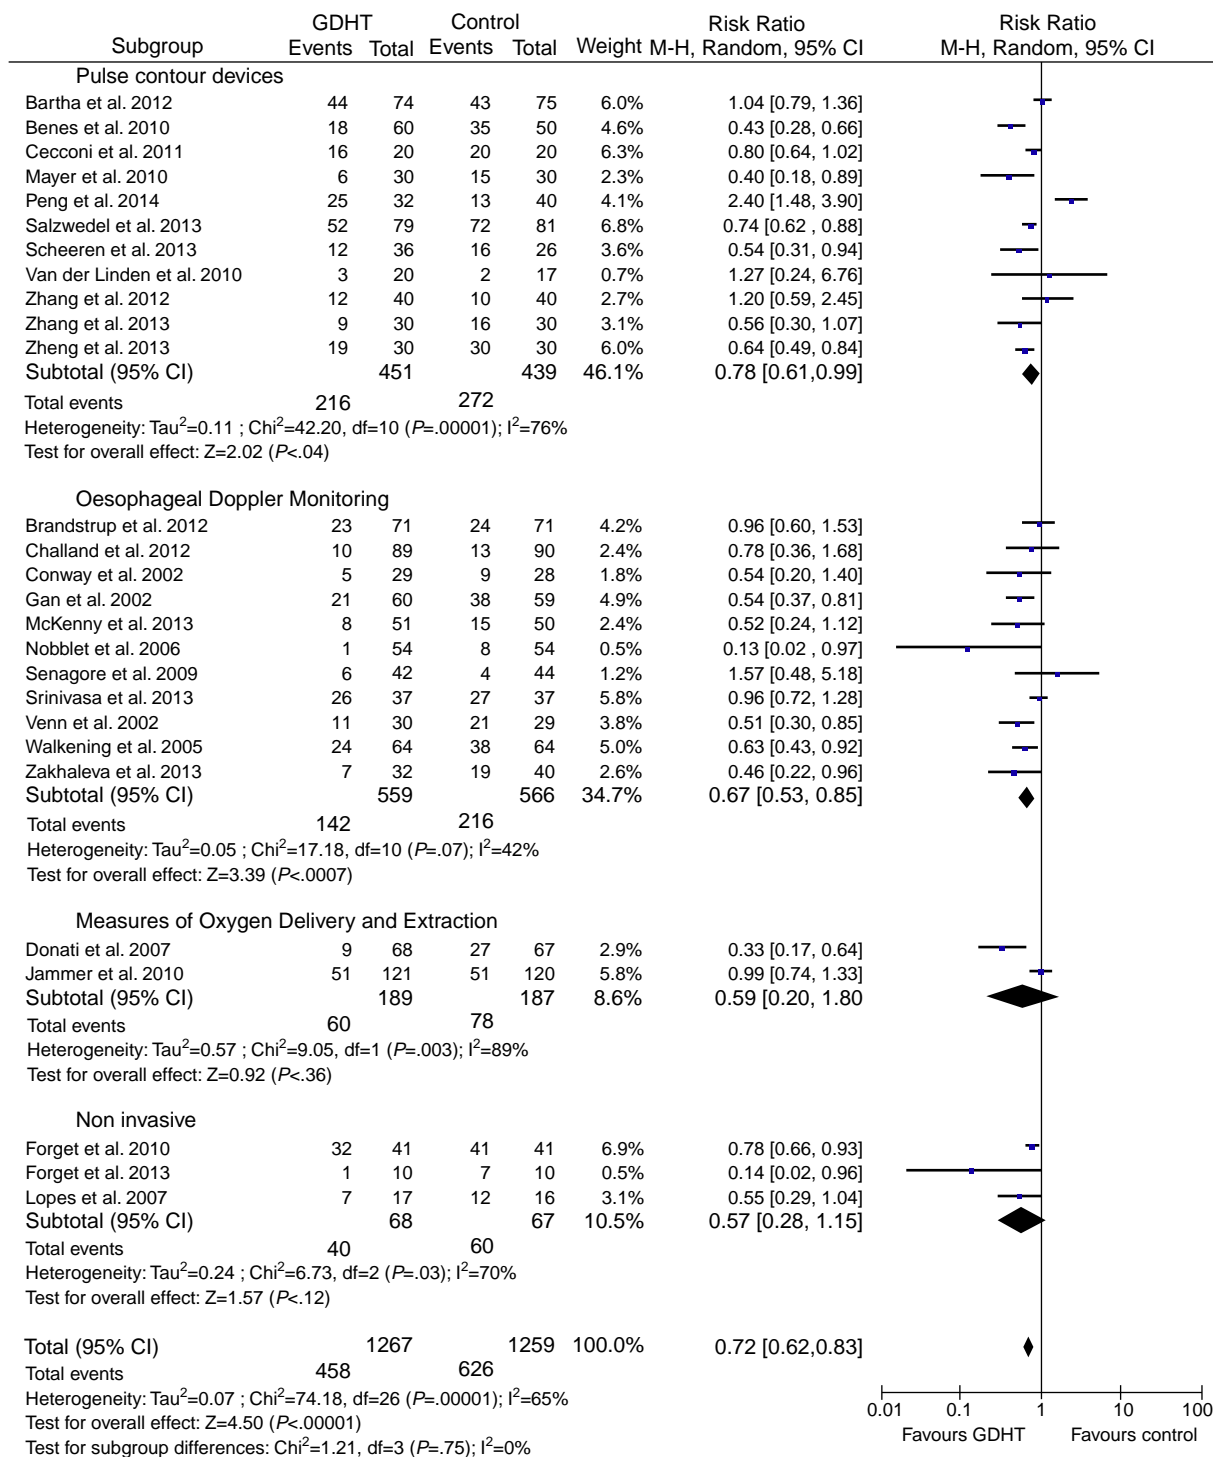 GDHT Control Risk Ratio Risk Ratio
Subgroup Events Total Events Total Weight M-H, Random, 95% CI M-H, Random, 95% CI
Pulse contour devices
Bartha et al. 2012 44 74 43 75 6.0% 1.04 [0.79, 1.36]
Benes et al. 2010 18 60 35 50 4.6% 0.43 [0.28, 0.66]
Cecconi et al. 2011 16 20 20 20 6.3% 0.80 [0.64, 1.02]
Mayer et al. 2010 6 30 15 30 2.3% 0.40 [0.18, 0.89]
Peng et al. 2014 25 32 13 40 4.1% 2.40 [1.48, 3.90]
Salzwedel et al. 2013 52 79 72 81 6.8% 0.74 [0.62 , 0.88]
Scheeren et al. 2013 12 36 16 26 3.6% 0.54 [0.31, 0.94]
Van der Linden et al. 2010 3 20 2 17 0.7% 1.27 [0.24, 6.76]
Zhang et al. 2012 12 40 10 40 2.7% 1.20 [0.59, 2.45]
Zhang et al. 2013 9 30 16 30 3.1% 0.56 [0.30, 1.07]
Zheng et al. 2013 19 30 30 30 6.0% 0.64 [0.49, 0.84]
Subtotal (95% CI) 451 439 46.1% 0.78 [0.61,0.99]
Total events 216 272
Heterogeneity: Tau²=0.11 ; Chi²=42.20, df=10 (P=.00001); I²=76%
Test for overall effect: Z=2.02 (P<.04)
Oesophageal Doppler Monitoring
Brandstrup et al. 2012 23 71 24 71 4.2% 0.96 [0.60, 1.53]
Challand et al. 2012 10 89 13 90 2.4% 0.78 [0.36, 1.68]
Conway et al. 2002 5 29 9 28 1.8% 0.54 [0.20, 1.40]
Gan et al. 2002 21 60 38 59 4.9% 0.54 [0.37, 0.81]
McKenny et al. 2013 8 51 15 50 2.4% 0.52 [0.24, 1.12]
Nobblet et al. 2006 1 54 8 54 0.5% 0.13 [0.02 , 0.97]
Senagore et al. 2009 6 42 4 44 1.2% 1.57 [0.48, 5.18]
Srinivasa et al. 2013 26 37 27 37 5.8% 0.96 [0.72, 1.28]
Venn et al. 2002 11 30 21 29 3.8% 0.51 [0.30, 0.85]
Walkening et al. 2005 24 64 38 64 5.0% 0.63 [0.43, 0.92]
Zakhaleva et al. 2013 7 32 19 40 2.6% 0.46 [0.22, 0.96]
Subtotal (95% CI) 559 566 34.7% 0.67 [0.53, 0.85]
Total events 142 216
Heterogeneity: Tau²=0.05 ; Chi²=17.18, df=10 (P=.07); I²=42%
Test for overall effect: Z=3.39 (P<.0007)
Measures of Oxygen Delivery and Extraction
Donati et al. 2007 9 68 27 67 2.9% 0.33 [0.17, 0.64]
Jammer et al. 2010 51 121 51 120 5.8% 0.99 [0.74, 1.33]
Subtotal (95% CI) 189 187 8.6% 0.59 [0.20, 1.80
Total events 60 78
Heterogeneity: Tau²=0.57 ; Chi²=9.05, df=1 (P=.003); I²=89%
Test for overall effect: Z=0.92 (P<.36)
Non invasive
Forget et al. 2010 32 41 41 41 6.9% 0.78 [0.66, 0.93]
Forget et al. 2013 1 10 7 10 0.5% 0.14 [0.02, 0.96]
Lopes et al. 2007 7 17 12 16 3.1% 0.55 [0.29, 1.04]
Subtotal (95% CI) 68 67 10.5% 0.57 [0.28, 1.15]
Total events 40 60
Heterogeneity: Tau²=0.24 ; Chi²=6.73, df=2 (P=.03); I²=70%
Test for overall effect: Z=1.57 (P<.12)
Total (95% CI) 1267 1259 100.0% 0.72 [0.62,0.83]
Total events 458 626
Heterogeneity: Tau²=0.07 ; Chi²=74.18, df=26 (P=.00001); I²=65%
Test for overall effect: Z=4.50 (P<.00001)
Test for subgroup differences: Chi²=1.21, df=3 (P=.75); I²=0%
0.01 0.1 1 10 100
Favours GDHT Favours control